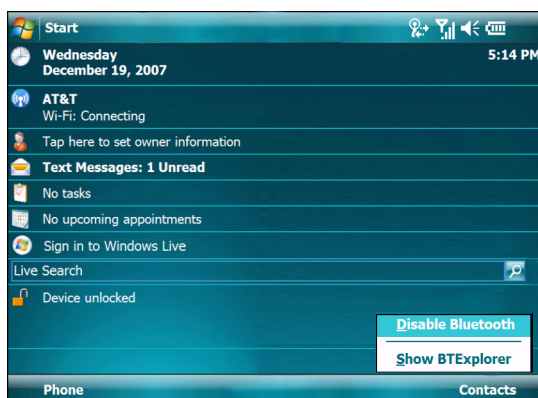 Start
Wednesday
5:14 PM
December 19, 2007
AT&T
Wi-Fi: Connecting
Tap here to set owner information
Text Messages: 1 Unread
No tasks
No upcoming appointments
Sign in to Windows Live
Live Search
Device unlocked
Disable Bluetooth
Show BTExplorer
Phone
Contacts